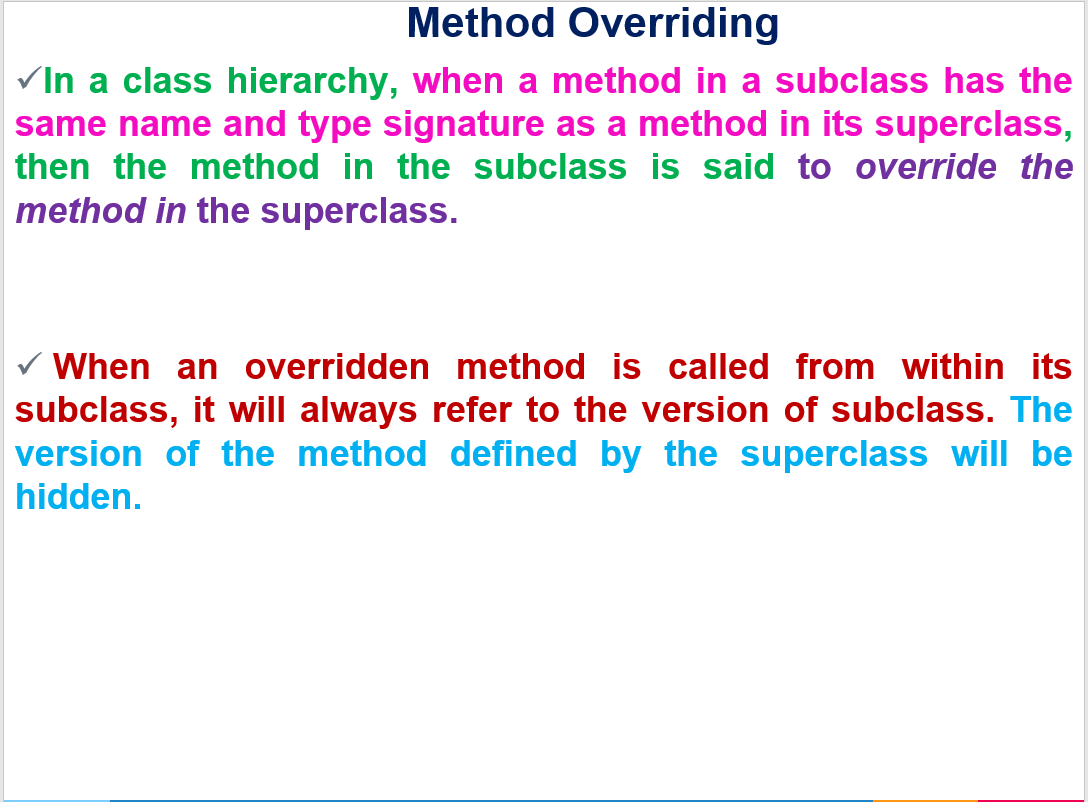 Method Overriding
✓In a class hierarchy, when a method in a subclass has the
same name and type signature as a method in its superclass,
then the method in the subclass is said to override the
method in the superclass.
✓ When an overridden method is called from within its
subclass, it will always refer to the version of subclass. The
version of the method defined by the superclass will be
hidden.